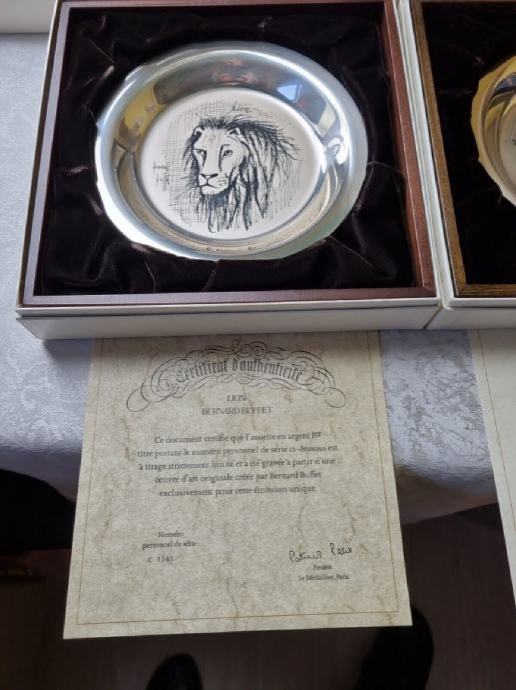 Lion
Certificat d'authenticité
LION
BERNARD BUFFET
Ce document certifie que l'assiette en argent 1er
titre portant le numéro personnel de série ci-dessous est
à tirage strictement limité et a été gravée à partir d'une
œuvre d'art originale créée par Bernard Buffet
exclusivement pour cette émission unique.
Numéro
personnel de série
C 1341
Président
Le Médaillier, Paris